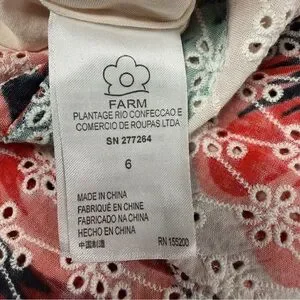 FARM
PLANTAGE RIO CONFECCAO E
COMERCIO DE ROUPAS LTDA
SN 277264
6
MADE IN CHINA
FABRIQUÉ EN CHINE
FABRICADO NA CHINA
HECHO EN CHINA
中国制造 RN 155200